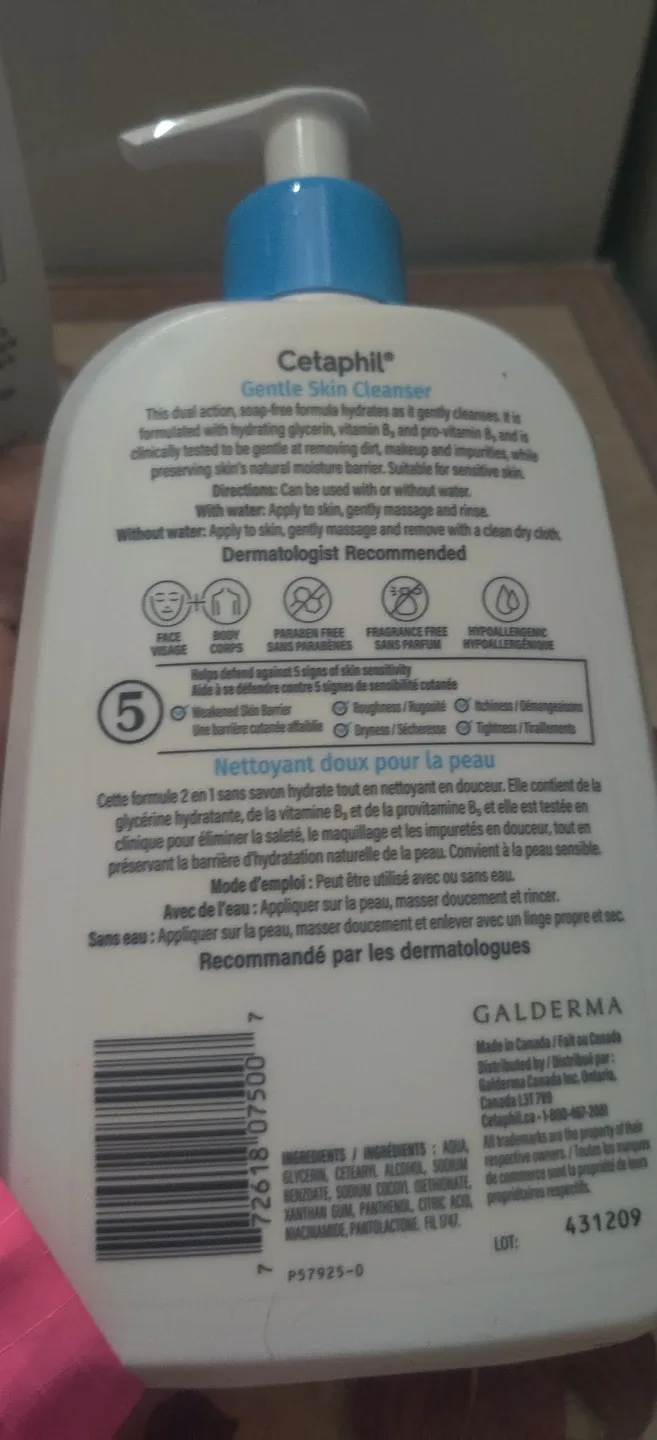 Cetaphil®
Gentle Skin Cleanser
This dual action, soap-free formula hydrates as it gently cleanses. It is
formulated with hydrating glycerin, vitamin B₃ and pro-vitamin B₅, and is
clinically tested to be gentle at removing dirt, makeup and impurities, while
preserving skin's natural moisture barrier. Suitable for sensitive skin.
Directions: Can be used with or without water.
With water: Apply to skin, gently massage and rinse.
Without water: Apply to skin, gently massage and remove with a clean dry cloth.
Dermatologist Recommended
FACE
VISAGE
+
BODY
CORPS
PARABEN FREE
SANS PARABÈNES
FRAGRANCE FREE
SANS PARFUM
HYPOALLERGENIC
HYPOALLERGÉNIQUE
5
Helps defend against 5 signs of skin sensitivity
Aide à se défendre contre 5 signes de sensibilité cutanée
Weakened Skin Barrier
Une barrière cutanée affaiblie
Roughness / Rugosité
Dryness / Sécheresse
Itchiness / Démangeaisons
Tightness / Tiraillements
Nettoyant doux pour la peau
Cette formule 2 en 1 sans savon hydrate tout en nettoyant en douceur. Elle contient de la
glycérine hydratante, de la vitamine B₃ et de la provitamine B₅ et elle est testée en
clinique pour éliminer la saleté, le maquillage et les impuretés en douceur, tout en
préservant la barrière d'hydratation naturelle de la peau. Convient à la peau sensible.
Mode d'emploi : Peut être utilisé avec ou sans eau.
Avec de l'eau : Appliquer sur la peau, masser doucement et rincer.
Sans eau : Appliquer sur la peau, masser doucement et enlever avec un linge propre et sec.
Recommandé par les dermatologues
7 72618 07500 7
INGREDIENTS / INGRÉDIENTS : AQUA,
GLYCERIN, CETEARYL ALCOHOL, SODIUM
BENZOATE, SODIUM COCOYL ISETHIONATE,
XANTHAN GUM, PANTHENOL, CITRIC ACID,
NIACINAMIDE, PANTOLACTONE. FIL 1747.
P57925-0
GALDERMA
Made in Canada / Fait au Canada
Distributed by / Distribué par :
Galderma Canada Inc. Ontario,
Canada L3T 7V9
Cetaphil.ca • 1-800-467-2081
All trademarks are the property of their
respective owners. / Toutes les marques
de commerce sont la propriété de leurs
propriétaires respectifs.
LOT: 431209